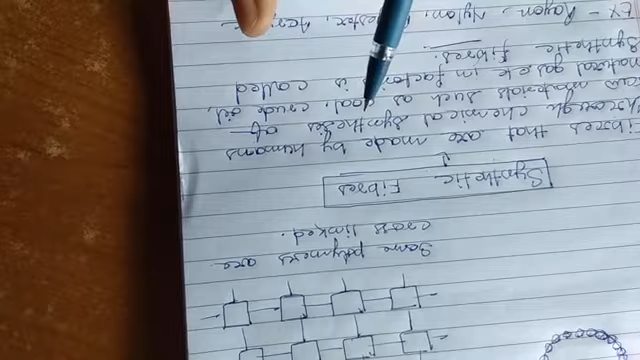 Some polymers are
cross linked.
Synthetic Fibres
Fibres that are made by humans
through chemical synthesis of
raw materials such as coal, crude oil,
natural gas etc in factories is called
Synthetic fibres.
Ex - Rayon, Nylon,